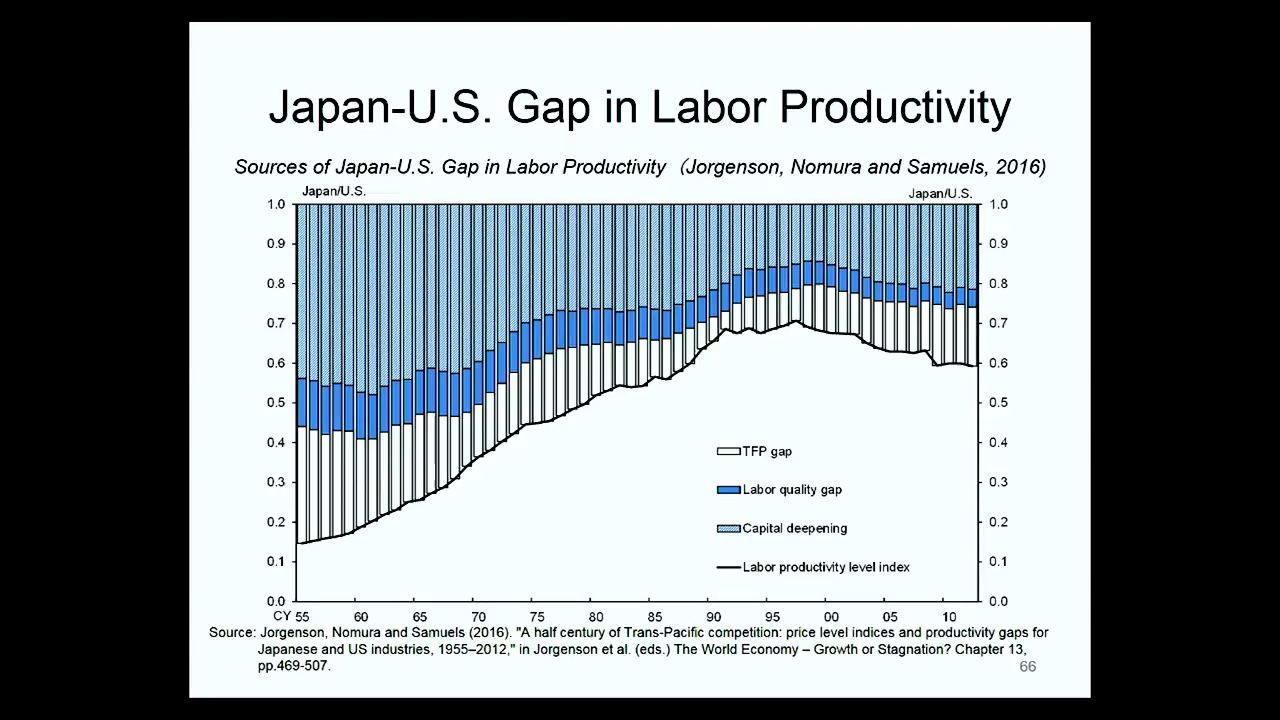 Japan-U.S. Gap in Labor Productivity
Sources of Japan-U.S. Gap in Labor Productivity （Jorgenson, Nomura and Samuels, 2016)
Japan/U.S.
Japan/U.S.
1.0 1.0
0.9 0.9
0.8 0.8
0.7 0.7
0.6 0.6
0.5 0.5
0.4 0.4
0.3 0.3
0.2 0.2
0.1 0.1
0.0 0.0
TFP gap
Labor quality gap
Capital deepening
Labor productivity level index
CY 55 60 65 70 75 80 85 90 95 00 05 10
Source: Jorgenson, Nomura and Samuels (2016). "A half century of Trans-Pacific competition: price level indices and productivity gaps for
Japanese and US industries, 1955–2012," in Jorgenson et al. (eds.) The World Economy – Growth or Stagnation? Chapter 13,
pp.469-507.
66